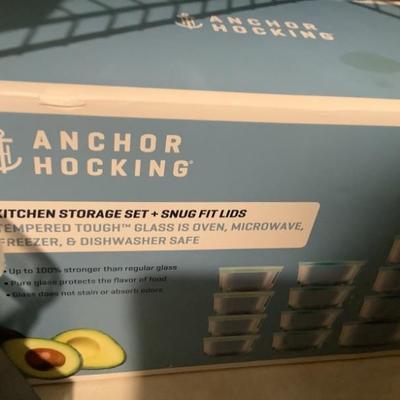 ANCHOR
HOCKING
ANCHOR
HOCKING®
KITCHEN STORAGE SET + SNUG FIT LIDS
TEMPERED TOUGH™ GLASS IS OVEN, MICROWAVE,
FREEZER, & DISHWASHER SAFE
• Up to 100% stronger than regular glass
• Pure glass protects the flavor of food
• Glass does not stain or absorb odors